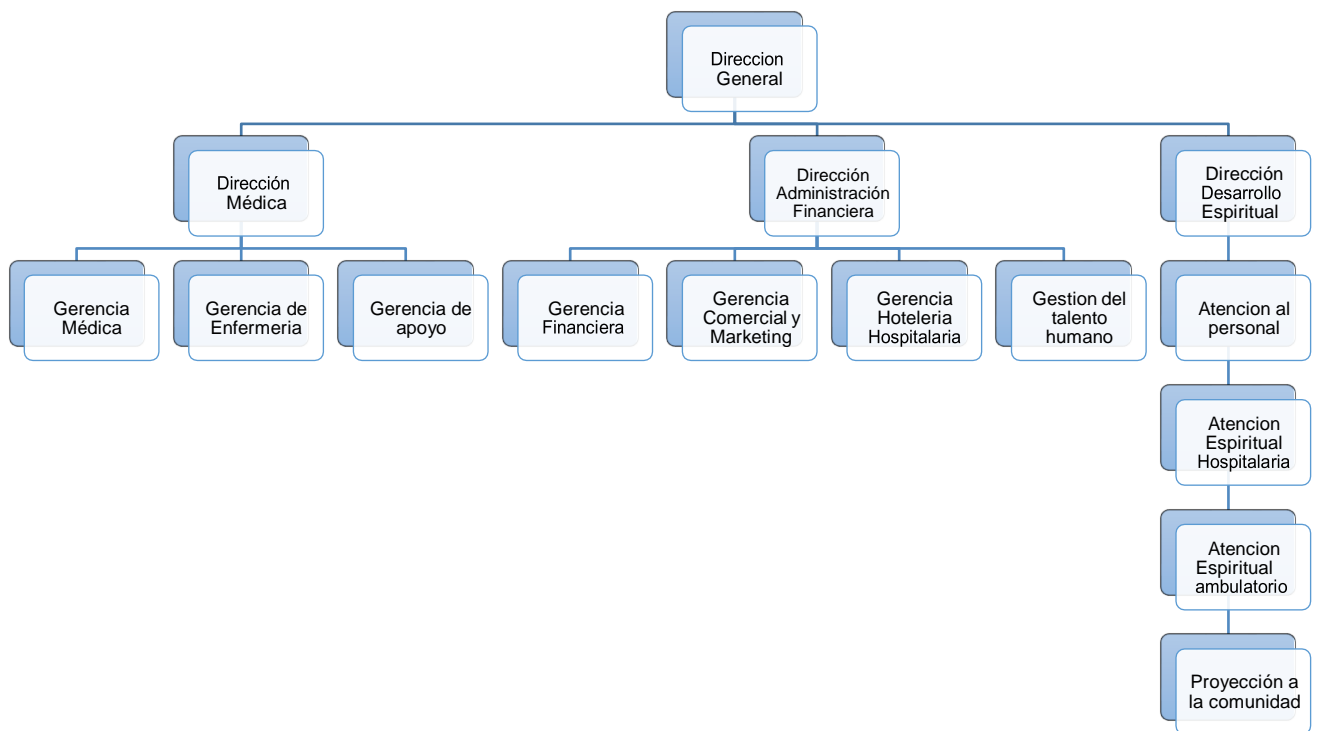 Direccion
General
Dirección
Médica
Dirección
Administración
Financiera
Dirección
Desarrollo
Espiritual
Gerencia
Médica
Gerencia de
Enfermeria
Gerencia de
apoyo
Gerencia
Financiera
Gerencia
Comercial y
Marketing
Gerencia
Hoteleria
Hospitalaria
Gestion del
talento
humano
Atencion al
personal
Atencion
Espiritual
Hospitalaria
Atencion
Espiritual
ambulatorio
Proyección a
la comunidad